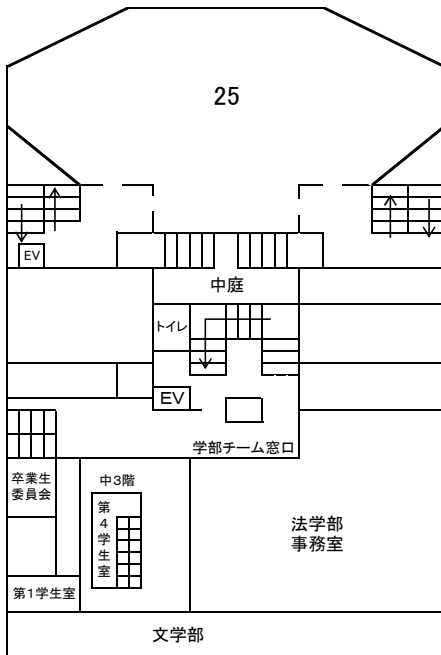 25
EV
中庭
トイレ
EV
学部チーム窓口
卒業生
委員会
中3階
第4学生室
法学部
事務室
第1学生室
文学部